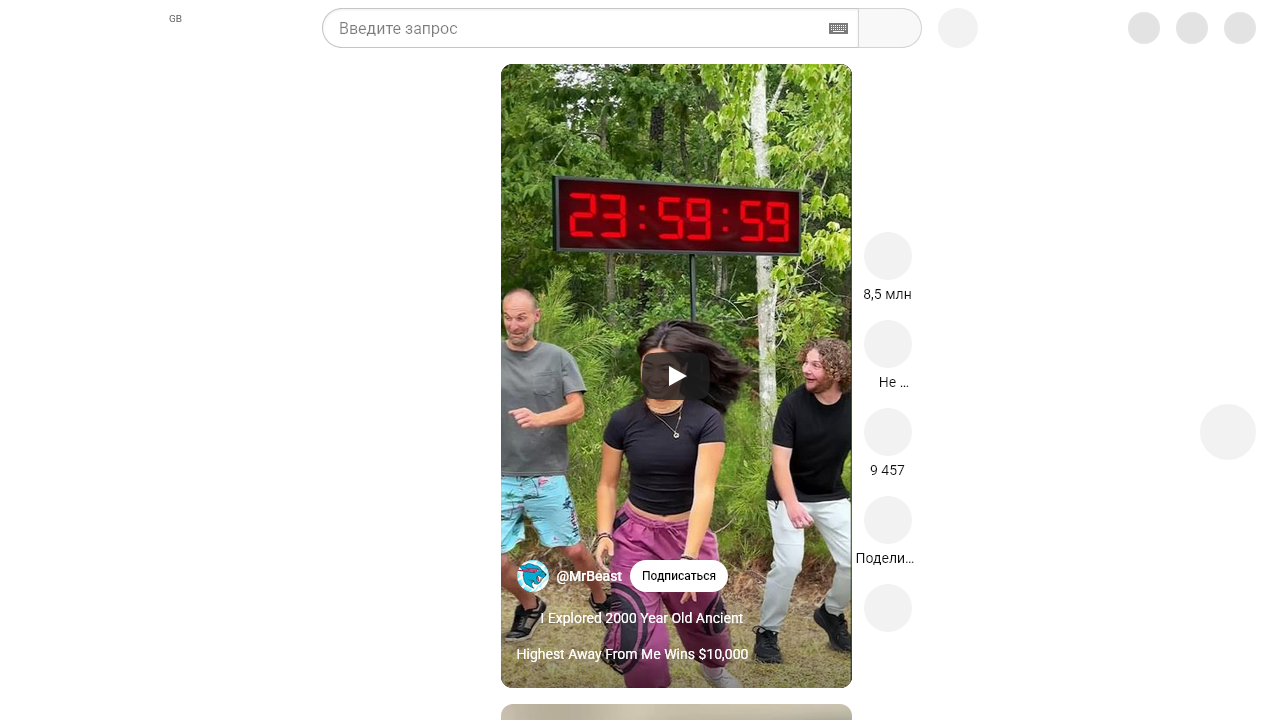 GB
Введите запрос
23:59:59
8,5 млн
Не ...
9 457
Подели...
@MrBeast
Подписаться
I Explored 2000 Year Old Ancient
Highest Away From Me Wins $10,000